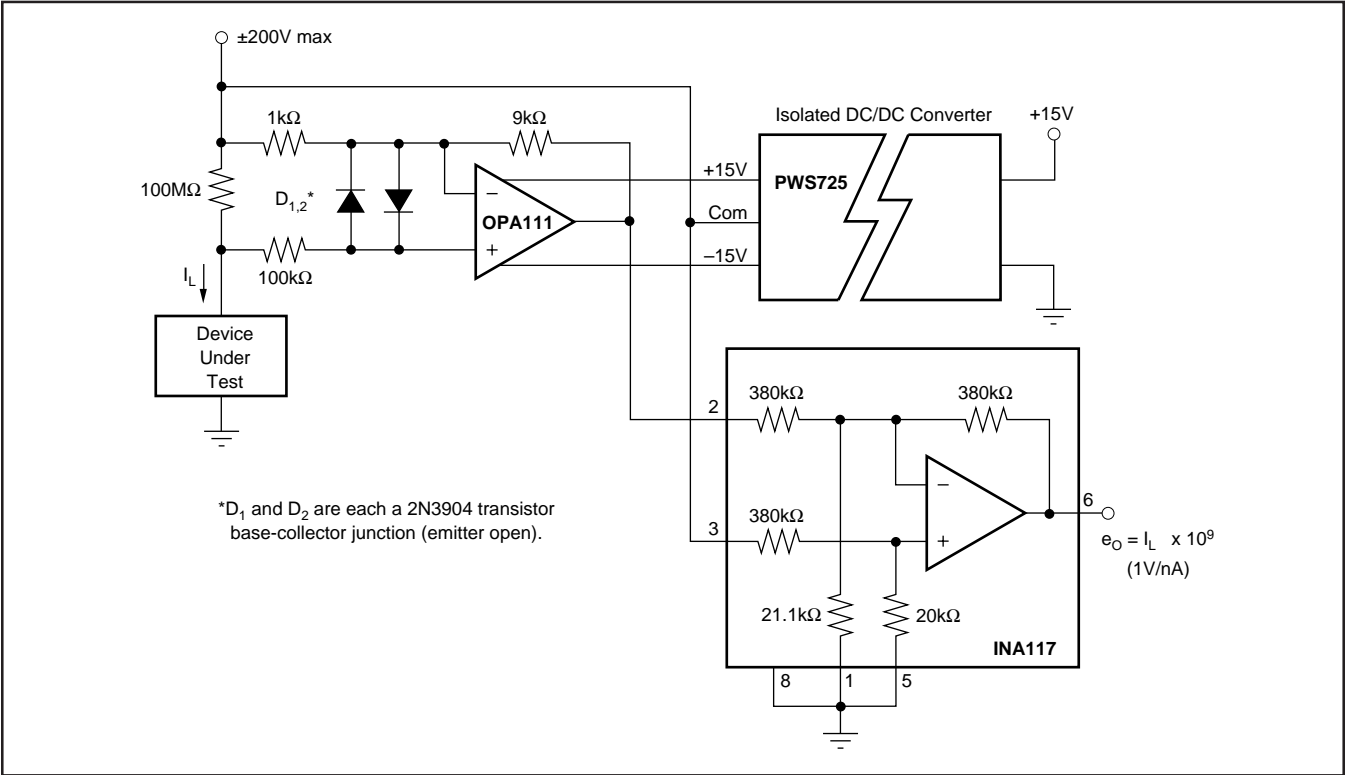 ±200V max
1kΩ
9kΩ
Isolated DC/DC Converter
+15V
100MΩ
D1,2*
OPA111
–
+
+15V
Com
–15V
PWS725
100kΩ
IL
Device
Under
Test
2
380kΩ
380kΩ
*D1 and D2 are each a 2N3904 transistor
base-collector junction (emitter open).
3
380kΩ
–
+
6
eO = IL x 10⁹
(1V/nA)
21.1kΩ
20kΩ
INA117
8
1
5